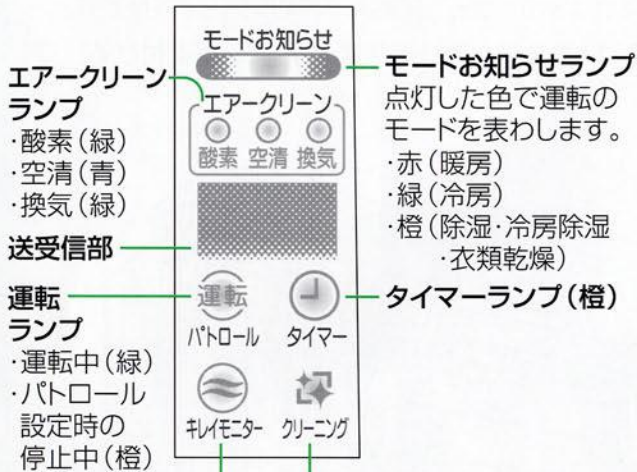 モードお知らせ
エアークリーン
酸素 空清 換気
運転
パトロール タイマー
キレイモニター クリーニング
エアークリーン
ランプ
・酸素(緑)
・空清(青)
・換気(緑)
送受信部
運転
ランプ
・運転中(緑)
・パトロール
設定時の
停止中(橙)
モードお知らせランプ
点灯した色で運転の
モードを表わします。
・赤(暖房)
・緑(冷房)
・橙(除湿・冷房除湿
・衣類乾燥)
タイマーランプ(橙)